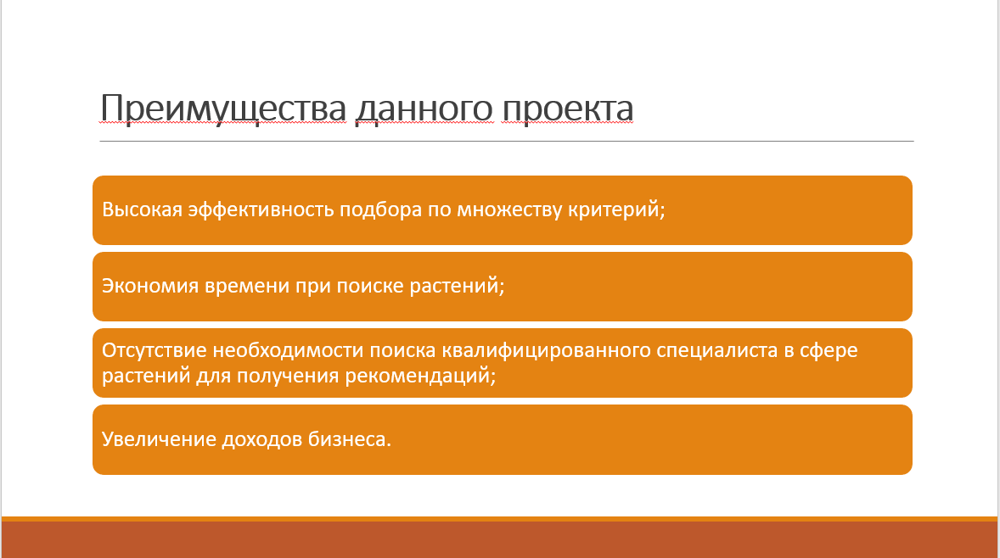 Преимущества данного проекта
Высокая эффективность подбора по множеству критерий;
Экономия времени при поиске растений;
Отсутствие необходимости поиска квалифицированного специалиста в сфере
растений для получения рекомендаций;
Увеличение доходов бизнеса.